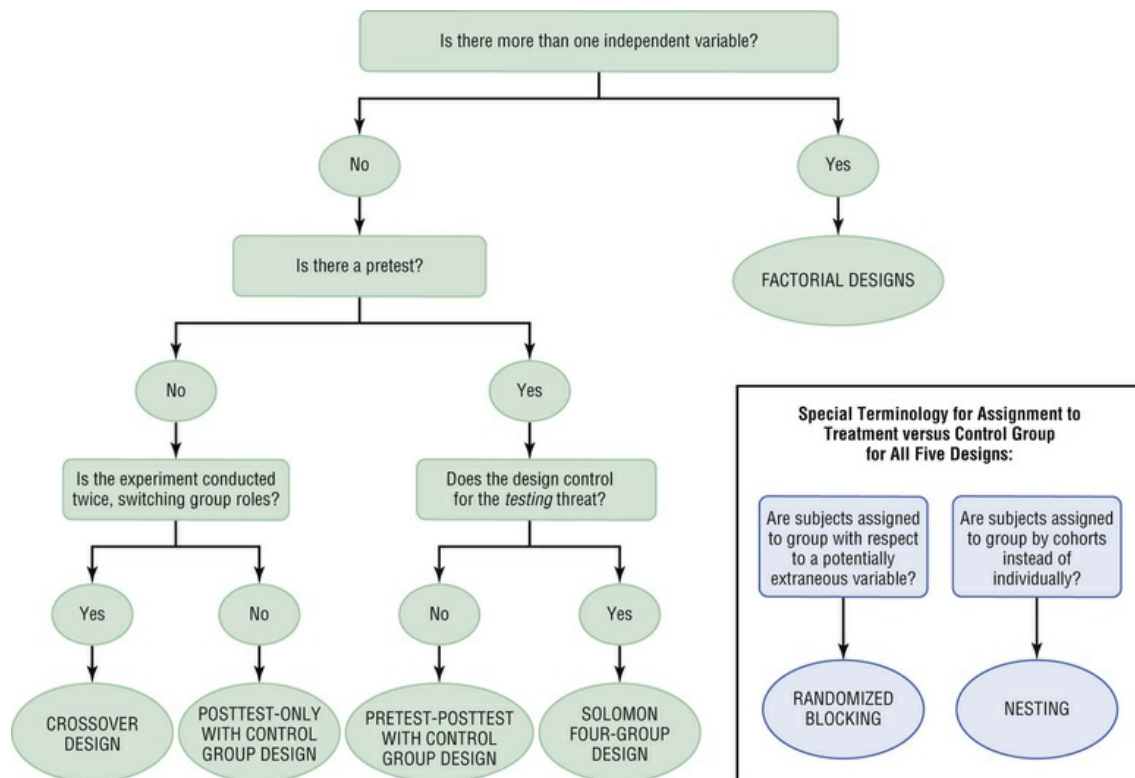 Is there more than one independent variable?
No
Yes
Is there a pretest?
FACTORIAL DESIGNS
No
Yes
Is the experiment conducted
twice, switching group roles?
Does the design control
for the testing threat?
Yes
No
No
Yes
CROSSOVER
DESIGN
POSTTEST-ONLY
WITH CONTROL
GROUP DESIGN
PRETEST-POSTTEST
WITH CONTROL
GROUP DESIGN
SOLOMON
FOUR-GROUP
DESIGN
Special Terminology for Assignment to
Treatment versus Control Group
for All Five Designs:
Are subjects assigned
to group with respect
to a potentially
extraneous variable?
Are subjects assigned
to group by cohorts
instead of
individually?
RANDOMIZED
BLOCKING
NESTING